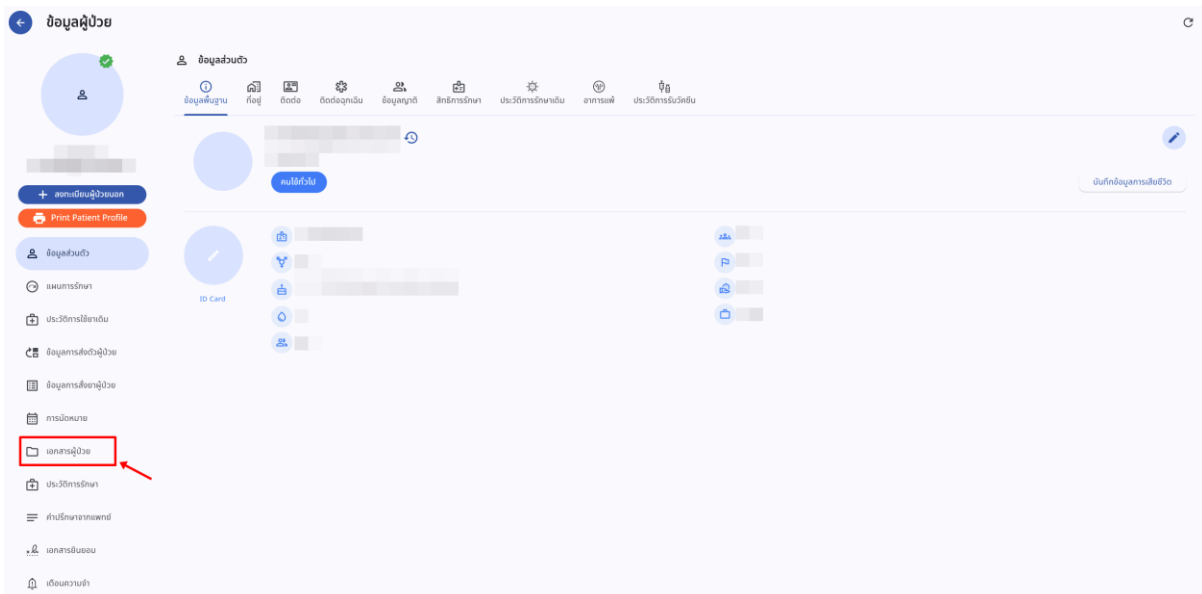 ข้อมูลผู้ป่วย
ข้อมูลส่วนตัว
ข้อมูลพื้นฐาน ที่อยู่ ติดต่อ ติดต่อฉุกเฉิน ข้อมูลญาติ สิทธิการรักษา ประวัติการรักษาเดิม อาการแพ้ ประวัติการรับวัคซีน
คนไข้ทั่วไป
บันทึกข้อมูลการเสียชีวิต
ID Card
+ ลงทะเบียนผู้ป่วยนอก
Print Patient Profile
ข้อมูลส่วนตัว
แผนการรักษา
ประวัติการใช้ยาเดิม
ข้อมูลการส่งตัวผู้ป่วย
ข้อมูลการสั่งยาผู้ป่วย
การนัดหมาย
เอกสารผู้ป่วย
ประวัติการรักษา
คำปรึกษาจากแพทย์
เอกสารยินยอม
เตือนความจำ